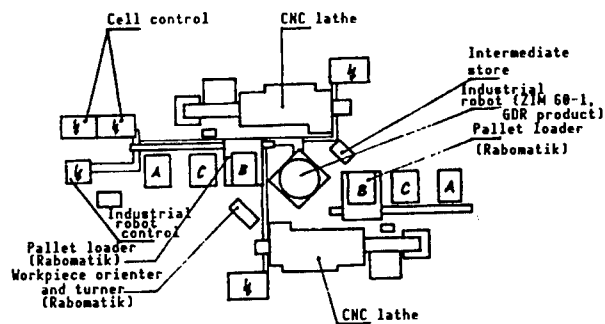 Cell control
CNC lathe
Intermediate
store
Industrial
robot (ZIM 60-1,
GDR product)
Pallet loader
(Rabomatik)
A
C
B
B
C
A
Industrial
robot
control
Pallet loader
(Rabomatik)
Workpiece orienter
and turner
(Rabomatik)
CNC lathe